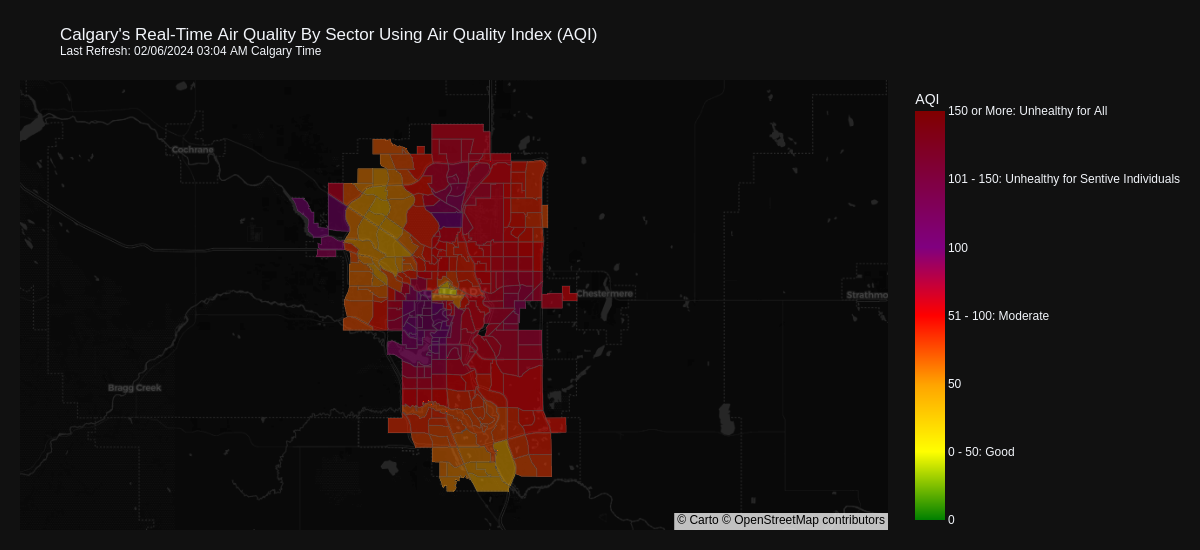 Calgary's Real-Time Air Quality By Sector Using Air Quality Index (AQI)
Last Refresh: 02/06/2024 03:04 AM Calgary Time
AQI
150 or More: Unhealthy for All
101 - 150: Unhealthy for Sentive Individuals
100
51 - 100: Moderate
50
0 - 50: Good
0
Cochrane
CALGARY
Chestermere
Strathmo
Bragg Creek
© Carto © OpenStreetMap contributors